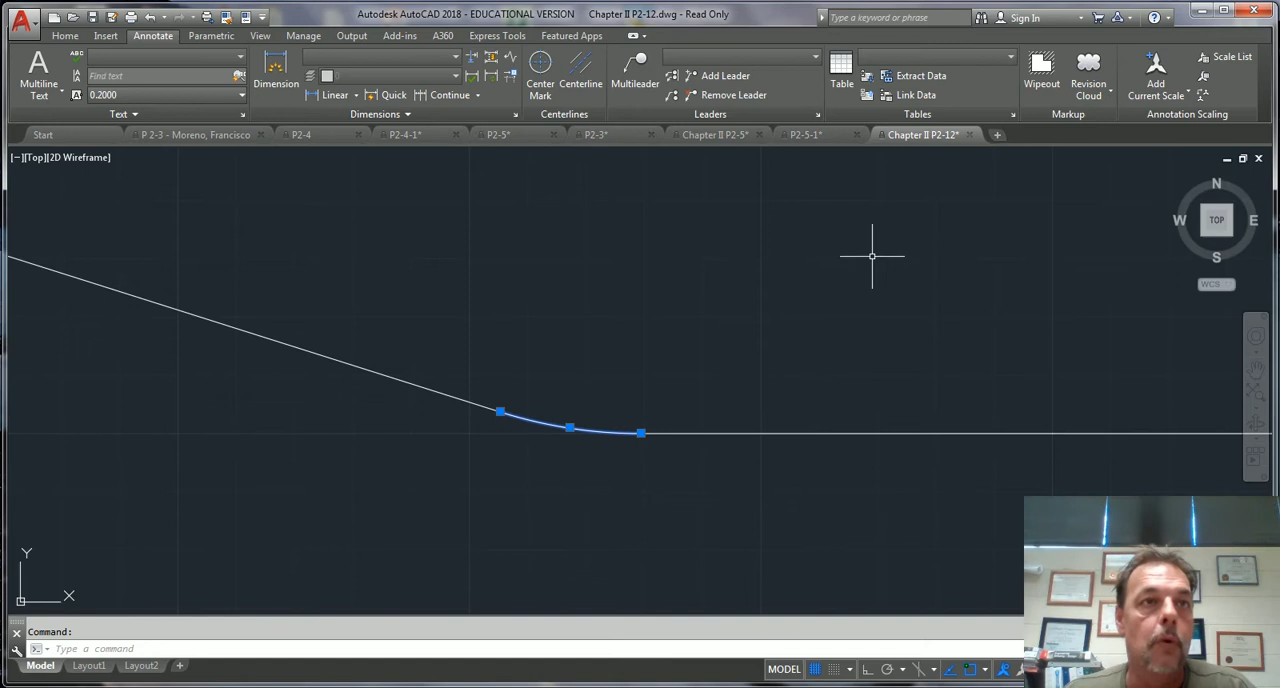 Autodesk AutoCAD 2018 - EDUCATIONAL VERSION Chapter II P2-12.dwg - Read Only
Type a keyword or phrase
Sign In
Home Insert Annotate Parametric View Manage Output Add-ins A360 Express Tools Featured Apps
Multiline Text
Find text
0.2000
Text
Dimension
0
Linear Quick Continue
Dimensions
Center Mark
Centerline
Centerlines
Multileader
Add Leader
Remove Leader
Leaders
Table
Extract Data
Link Data
Tables
Wipeout
Revision Cloud
Markup
Add Current Scale
Scale List
Annotation Scaling
Start P 2-3 - Moreno, Francisco P2-4 P2-4-1* P2-5* P2-3* Chapter II P2-5* P2-5-1* Chapter II P2-12*
[−][Top][2D Wireframe]
N
W TOP E
S
WCS
Y
X
Command:
Type a command
Model Layout1 Layout2
MODEL